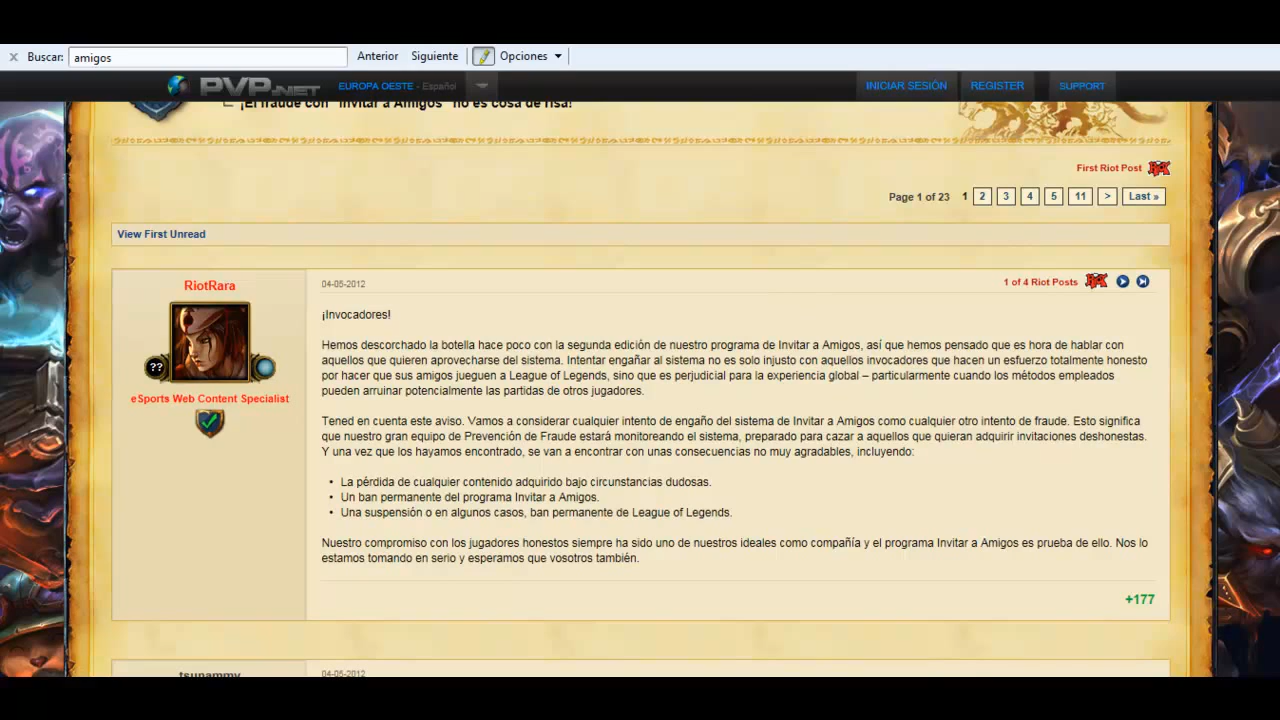 Buscar: amigos Anterior Siguiente Opciones
PVP.NET EUROPA OESTE - Español INICIAR SESIÓN REGISTER SUPPORT
¡El fraude con "Invitar a Amigos" no es cosa de risa!
First Riot Post
Page 1 of 23 1 2 3 4 5 11 > Last »
View First Unread
RiotRara
04-05-2012
1 of 4 Riot Posts
??
eSports Web Content Specialist
¡Invocadores!
Hemos descorchado la botella hace poco con la segunda edición de nuestro programa de Invitar a Amigos, así que hemos pensado que es hora de hablar con
aquellos que quieren aprovecharse del sistema. Intentar engañar al sistema no es solo injusto con aquellos invocadores que hacen un esfuerzo totalmente honesto
por hacer que sus amigos jueguen a League of Legends, sino que es perjudicial para la experiencia global – particularmente cuando los métodos empleados
pueden arruinar potencialmente las partidas de otros jugadores.
Tened en cuenta este aviso. Vamos a considerar cualquier intento de engaño del sistema de Invitar a Amigos como cualquier otro intento de fraude. Esto significa
que nuestro gran equipo de Prevención de Fraude estará monitoreando el sistema, preparado para cazar a aquellos que quieran adquirir invitaciones deshonestas.
Y una vez que los hayamos encontrado, se van a encontrar con unas consecuencias no muy agradables, incluyendo:
• La pérdida de cualquier contenido adquirido bajo circunstancias dudosas.
• Un ban permanente del programa Invitar a Amigos.
• Una suspensión o en algunos casos, ban permanente de League of Legends.
Nuestro compromiso con los jugadores honestos siempre ha sido uno de nuestros ideales como compañía y el programa Invitar a Amigos es prueba de ello. Nos lo
estamos tomando en serio y esperamos que vosotros también.
+177
tsunammy
04-05-2012